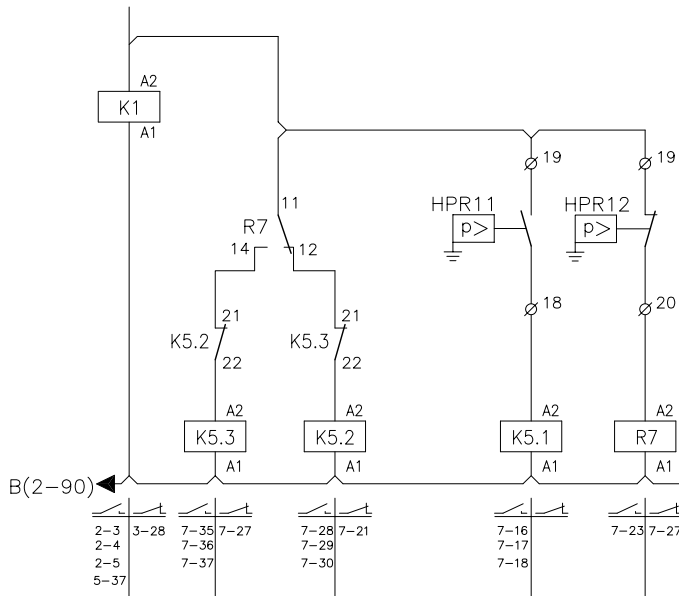 A2
K1
A1
11
R7
14
12
21
K5.2
22
21
K5.3
22
19
HPR11
p>
18
19
HPR12
p>
20
A2
K5.3
A1
A2
K5.2
A1
A2
K5.1
A1
A2
R7
A1
B(2-90)
2-3 3-28
2-4
2-5
5-37
7-35 7-27
7-36
7-37
7-28 7-21
7-29
7-30
7-16
7-17
7-18
7-23 7-27